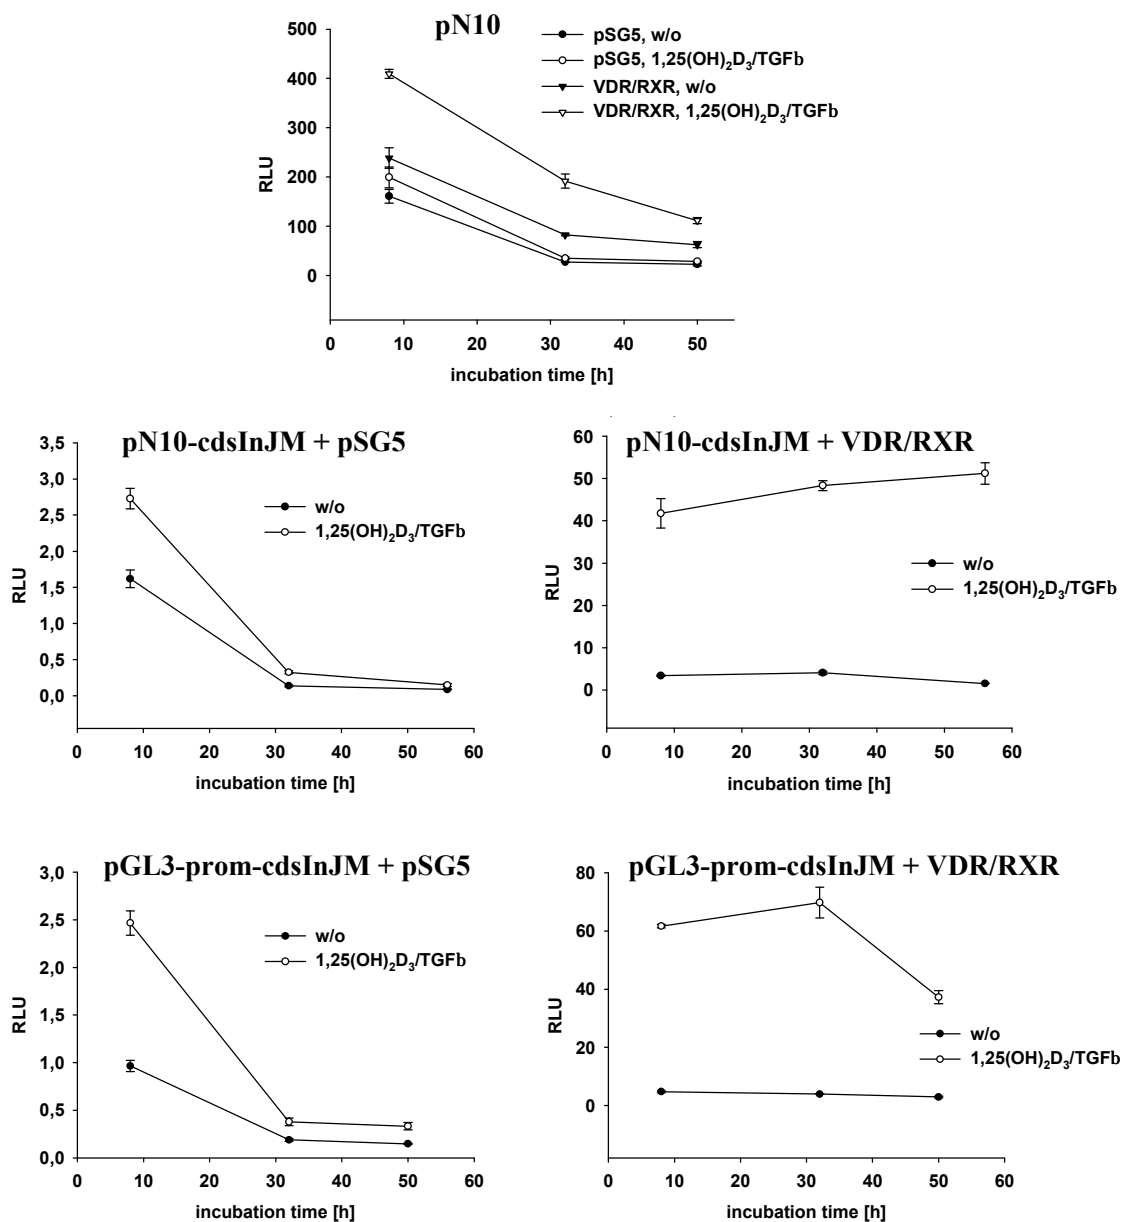 pN10
500
400
300
200
100
0
RLU
0 10 20 30 40 50
incubation time [h]
pSG5, w/o
pSG5, 1,25(OH)₂D₃/TGFb
VDR/RXR, w/o
VDR/RXR, 1,25(OH)₂D₃/TGFb
pN10-cdsInJM + pSG5
3,5
3,0
2,5
2,0
1,5
1,0
0,5
0,0
RLU
0 10 20 30 40 50 60
incubation time [h]
w/o
1,25(OH)₂D₃/TGFb
pN10-cdsInJM + VDR/RXR
60
50
40
30
20
10
0
RLU
0 10 20 30 40 50 60
incubation time [h]
w/o
1,25(OH)₂D₃/TGFb
pGL3-prom-cdsInJM + pSG5
3,0
2,5
2,0
1,5
1,0
0,5
0,0
RLU
0 10 20 30 40 50 60
incubation time [h]
w/o
1,25(OH)₂D₃/TGFb
pGL3-prom-cdsInJM + VDR/RXR
80
60
40
20
0
RLU
0 10 20 30 40 50 60
incubation time [h]
w/o
1,25(OH)₂D₃/TGFb